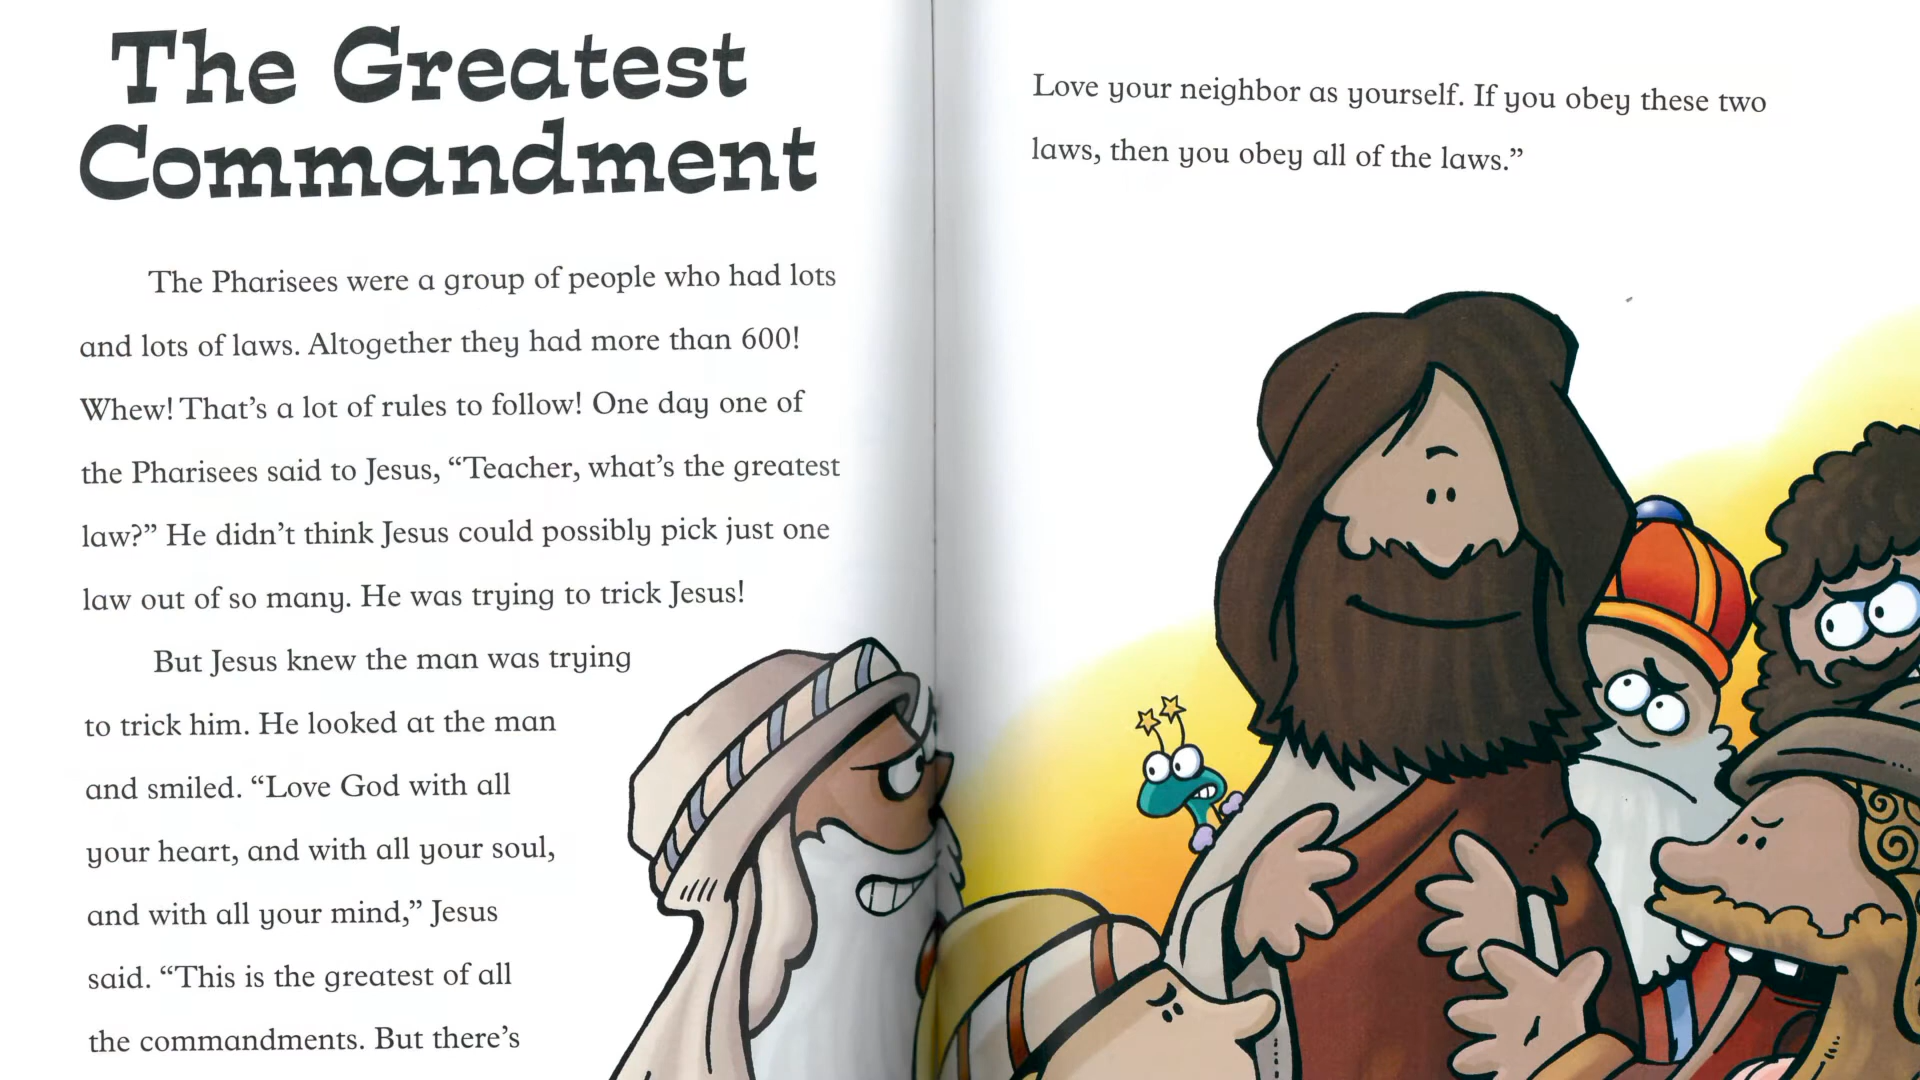 The Greatest
Commandment
The Pharisees were a group of people who had lots
and lots of laws. Altogether they had more than 600!
Whew! That's a lot of rules to follow! One day one of
the Pharisees said to Jesus, “Teacher, what's the greatest
law?” He didn't think Jesus could possibly pick just one
law out of so many. He was trying to trick Jesus!
But Jesus knew the man was trying
to trick him. He looked at the man
and smiled. “Love God with all
your heart, and with all your soul,
and with all your mind,” Jesus
said. “This is the greatest of all
the commandments. But there's
Love your neighbor as yourself. If you obey these two
laws, then you obey all of the laws.”